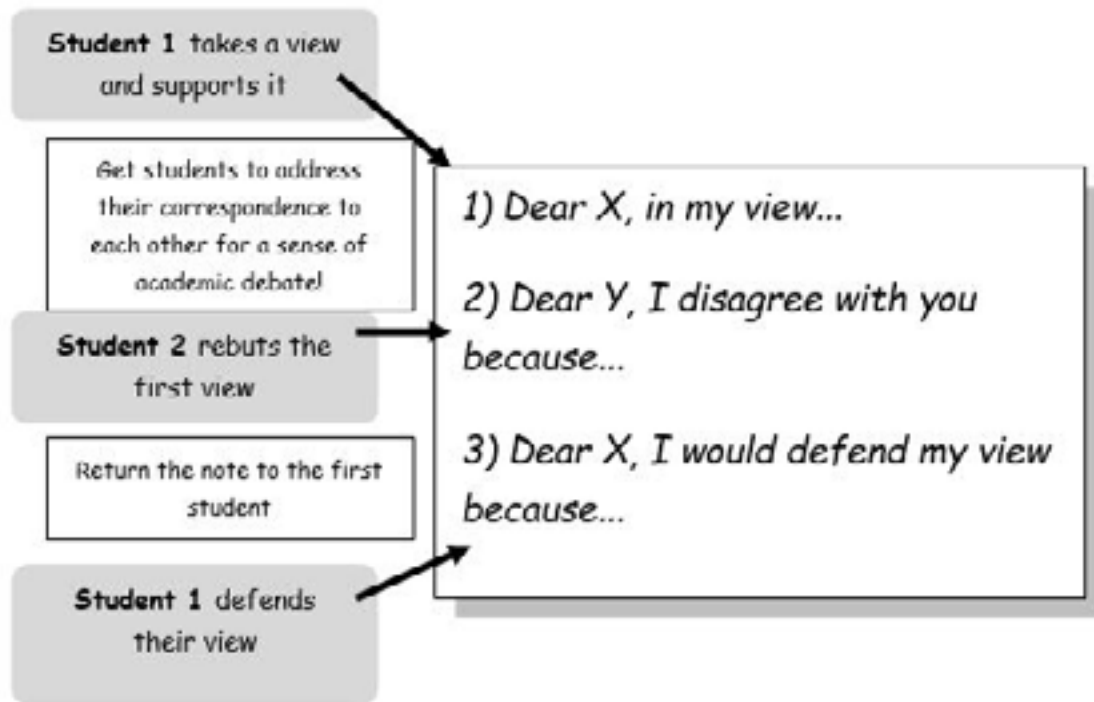 Student 1 takes a view
and supports it
Get students to address
their correspondence to
each other for a sense of
academic debate!
Student 2 rebuts the
first view
Return the note to the first
student
Student 1 defends
their view
1) Dear X, in my view...
2) Dear Y, I disagree with you
because...
3) Dear X, I would defend my view
because...